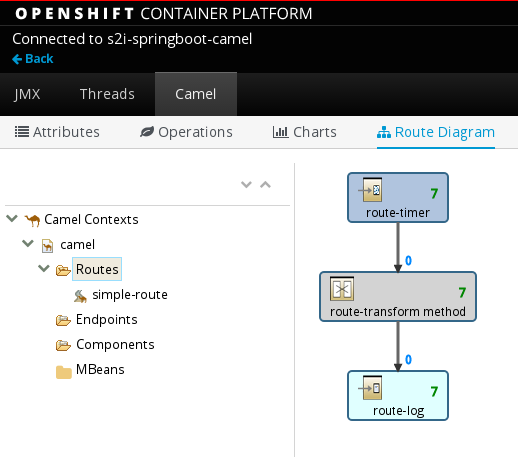 OPENSHIFT CONTAINER PLATFORM
Connected to s2i-springboot-camel
Back
JMX Threads Camel
Attributes Operations Charts Route Diagram
Camel Contexts
camel
Routes
simple-route
Endpoints
Components
MBeans
7
route-timer
0
7
route-transform method
0
7
route-log